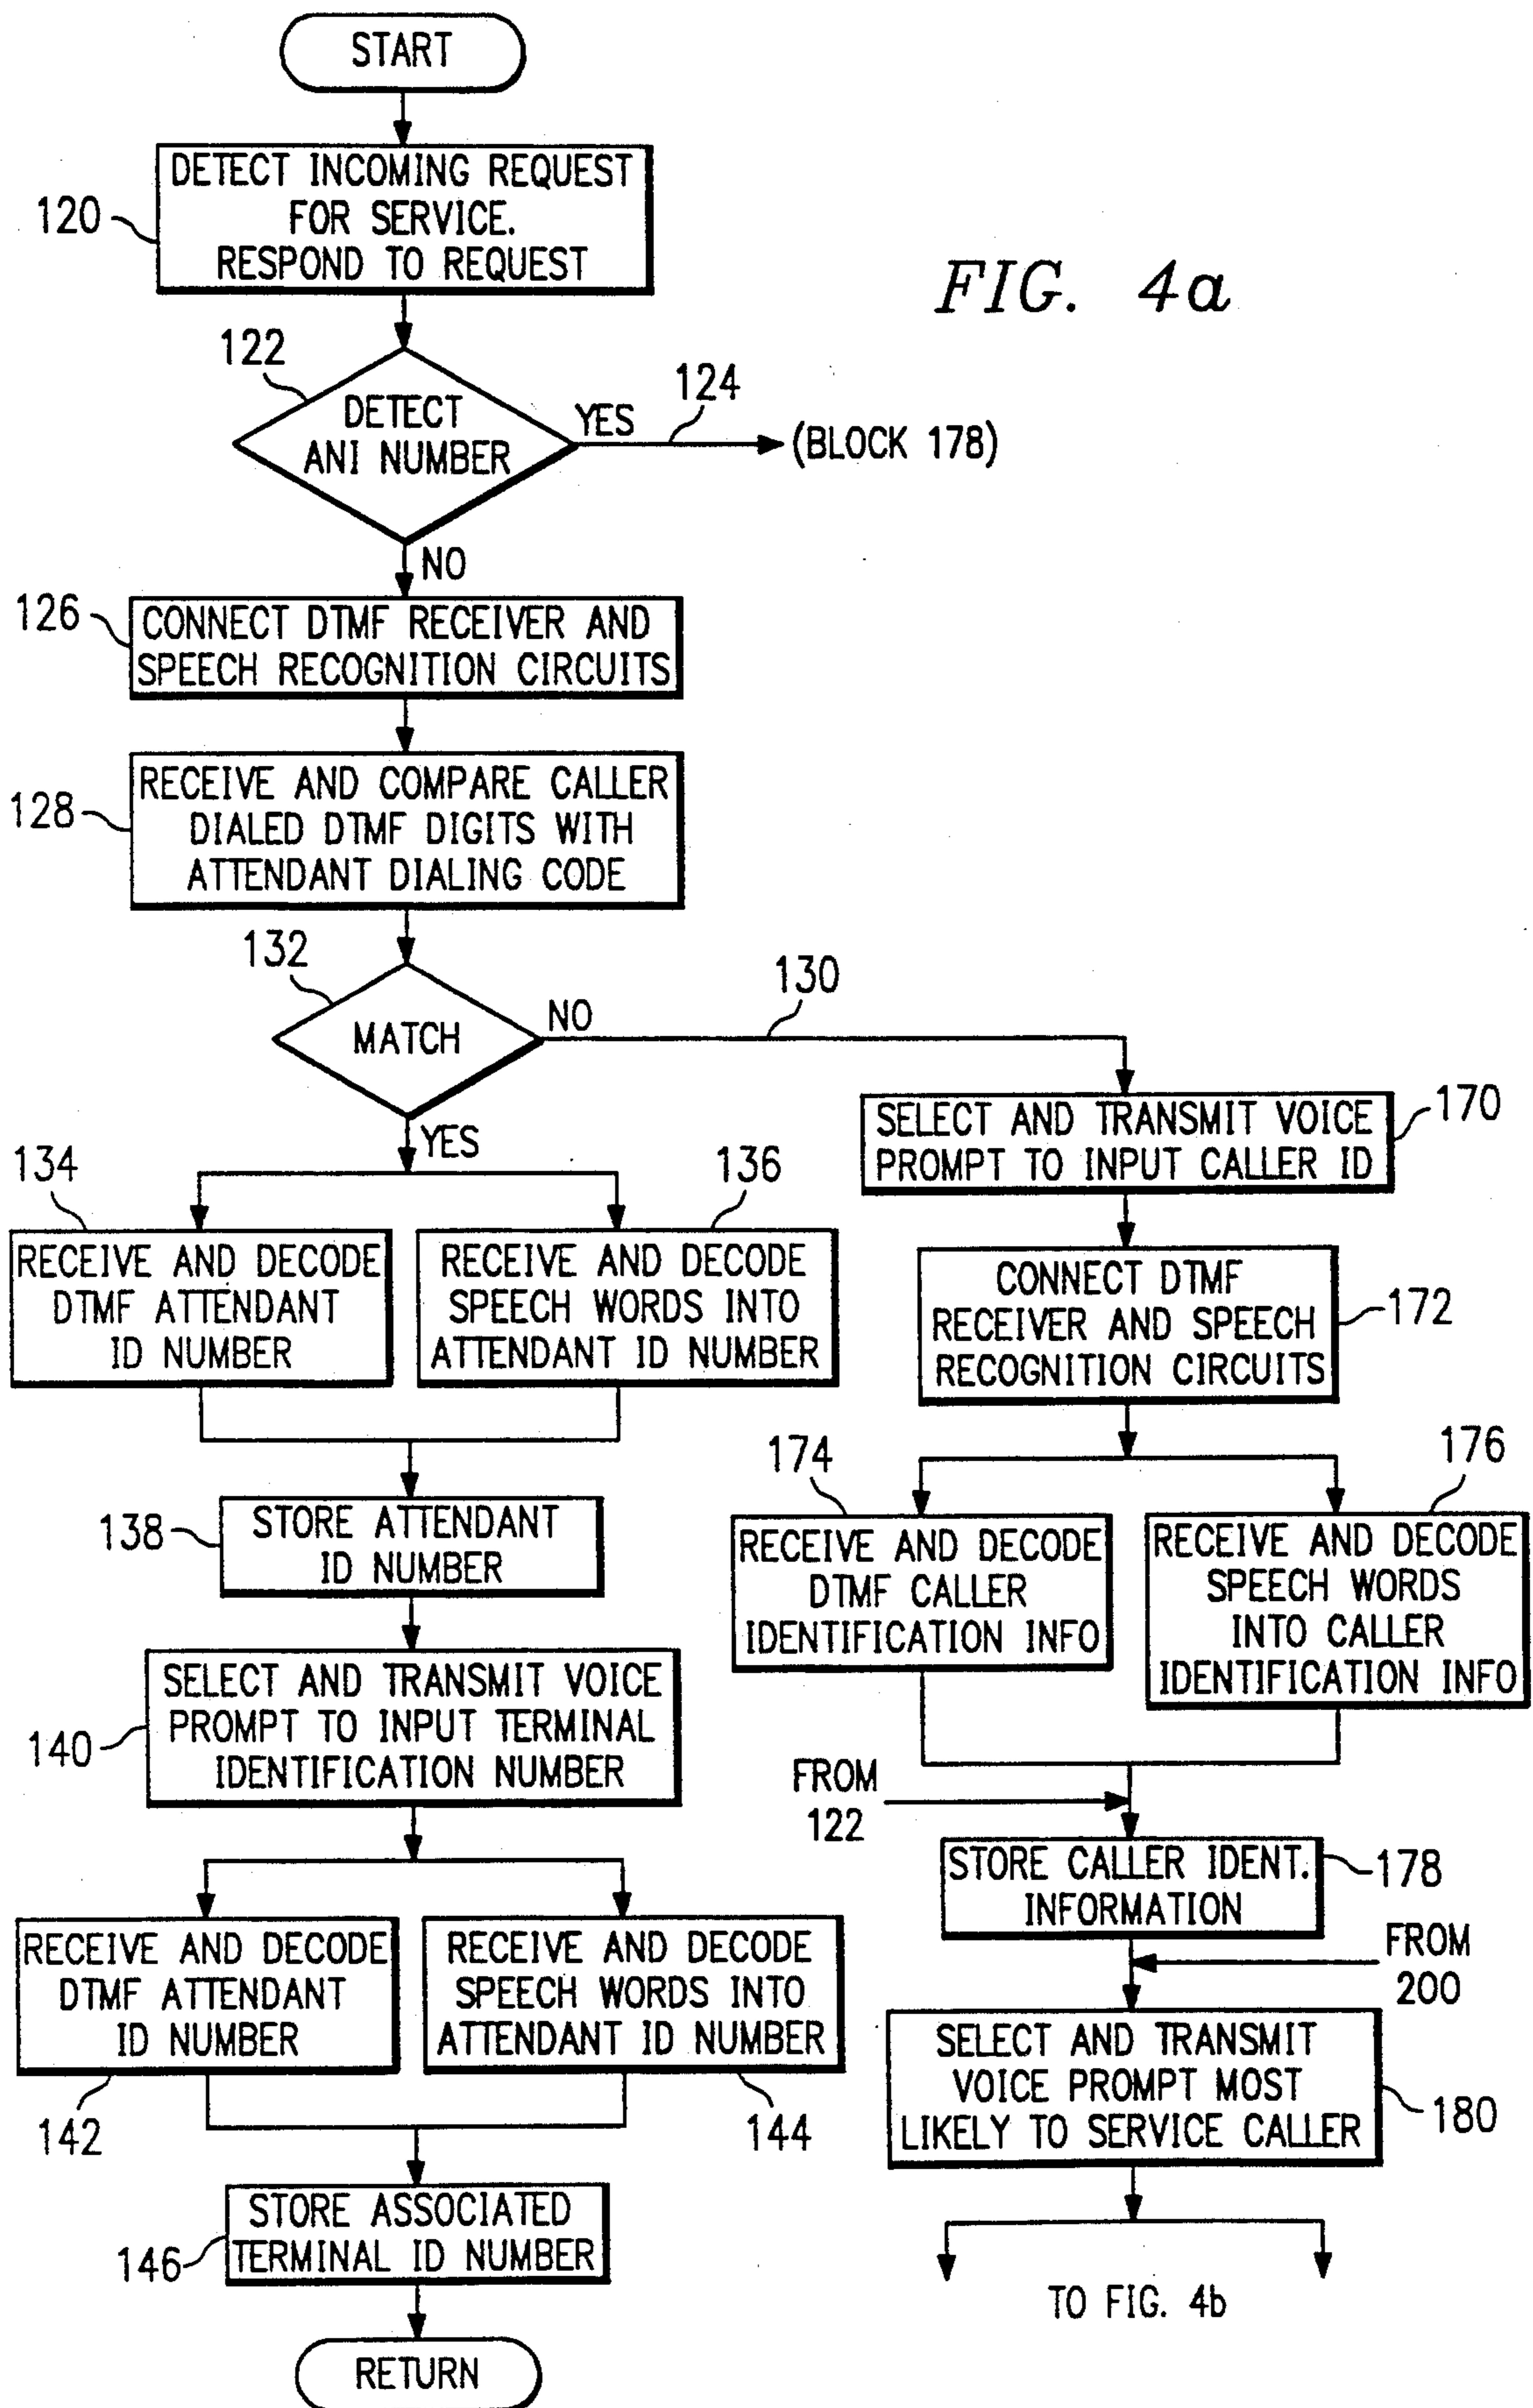 START
DETECT INCOMING REQUEST
FOR SERVICE.
RESPOND TO REQUEST
120
FIG. 4a
122
DETECT
ANI NUMBER
YES
124
(BLOCK 178)
NO
126
CONNECT DTMF RECEIVER AND
SPEECH RECOGNITION CIRCUITS
128
RECEIVE AND COMPARE CALLER
DIALED DTMF DIGITS WITH
ATTENDANT DIALING CODE
132
MATCH
NO
130
YES
134
RECEIVE AND DECODE
DTMF ATTENDANT
ID NUMBER
136
RECEIVE AND DECODE
SPEECH WORDS INTO
ATTENDANT ID NUMBER
138
STORE ATTENDANT
ID NUMBER
140
SELECT AND TRANSMIT VOICE
PROMPT TO INPUT TERMINAL
IDENTIFICATION NUMBER
RECEIVE AND DECODE
DTMF ATTENDANT
ID NUMBER
142
RECEIVE AND DECODE
SPEECH WORDS INTO
ATTENDANT ID NUMBER
144
146
STORE ASSOCIATED
TERMINAL ID NUMBER
RETURN
SELECT AND TRANSMIT VOICE
PROMPT TO INPUT CALLER ID
170
CONNECT DTMF
RECEIVER AND SPEECH
RECOGNITION CIRCUITS
172
174
RECEIVE AND DECODE
DTMF CALLER
IDENTIFICATION INFO
176
RECEIVE AND DECODE
SPEECH WORDS
INTO CALLER
IDENTIFICATION INFO
FROM
122
STORE CALLER IDENT.
INFORMATION
178
FROM
200
SELECT AND TRANSMIT
VOICE PROMPT MOST
LIKELY TO SERVICE CALLER
180
TO FIG. 4b